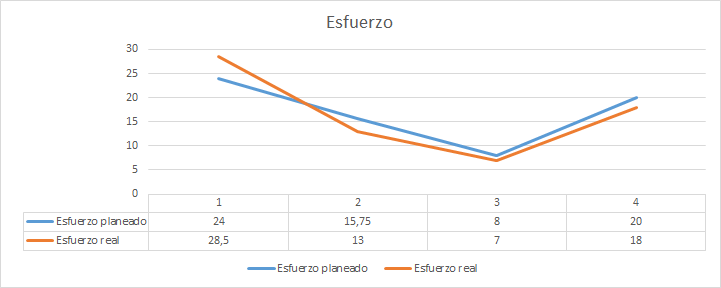 Esfuerzo
30
25
20
15
10
5
0
1 2 3 4
Esfuerzo planeado 24 15,75 8 20
Esfuerzo real 28,5 13 7 18
Esfuerzo planeado Esfuerzo real